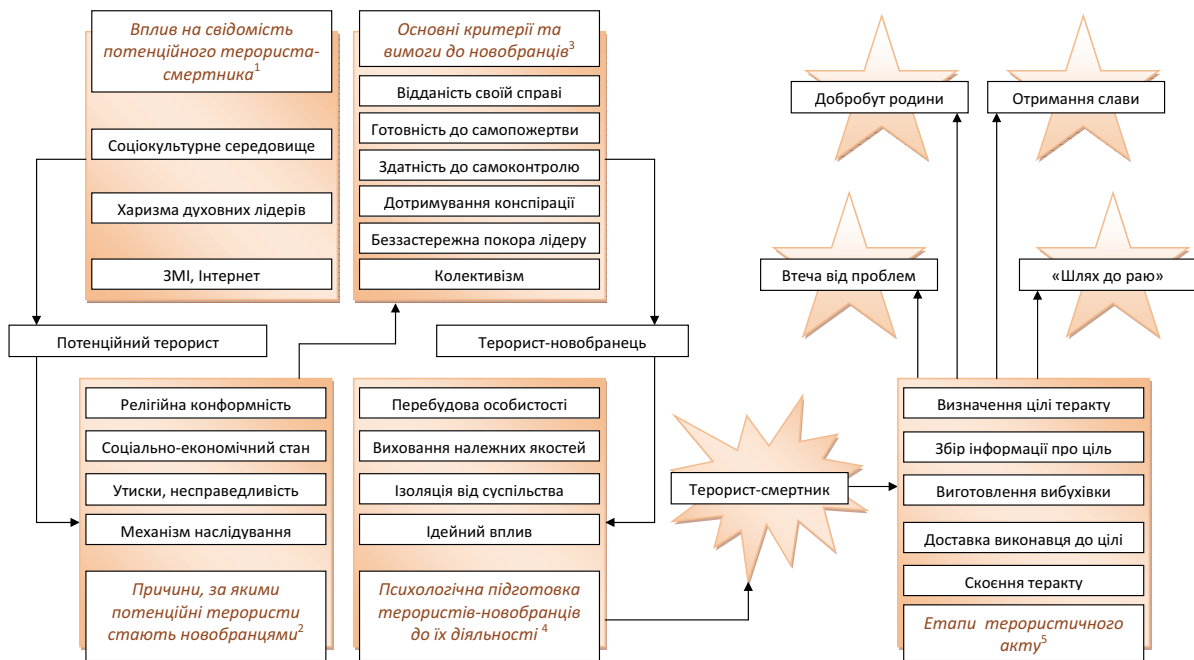 Вплив на свідомість
потенційного терориста-
смертника¹
Соціокультурне середовище
Харизма духовних лідерів
ЗМІ, Інтернет
Основні критерії та
вимоги до новобранців³
Відданість своїй справі
Готовність до самопожертви
Здатність до самоконтролю
Дотримування конспірації
Беззастережна покора лідеру
Колективізм
Добробут родини
Отримання слави
Втеча від проблем
«Шлях до раю»
Потенційний терорист
Терорист-новобранець
Релігійна конформність
Соціально-економічний стан
Утиски, несправедливість
Механізм наслідування
Причини, за якими
потенційні терористи
стають новобранцями²
Перебудова особистості
Виховання належних якостей
Ізоляція від суспільства
Ідейний вплив
Психологічна підготовка
терористів-новобранців
до їх діяльності ⁴
Терорист-смертник
Визначення цілі теракту
Збір інформації про ціль
Виготовлення вибухівки
Доставка виконавця до цілі
Скоєння теракту
Етапи терористичного
акту⁵